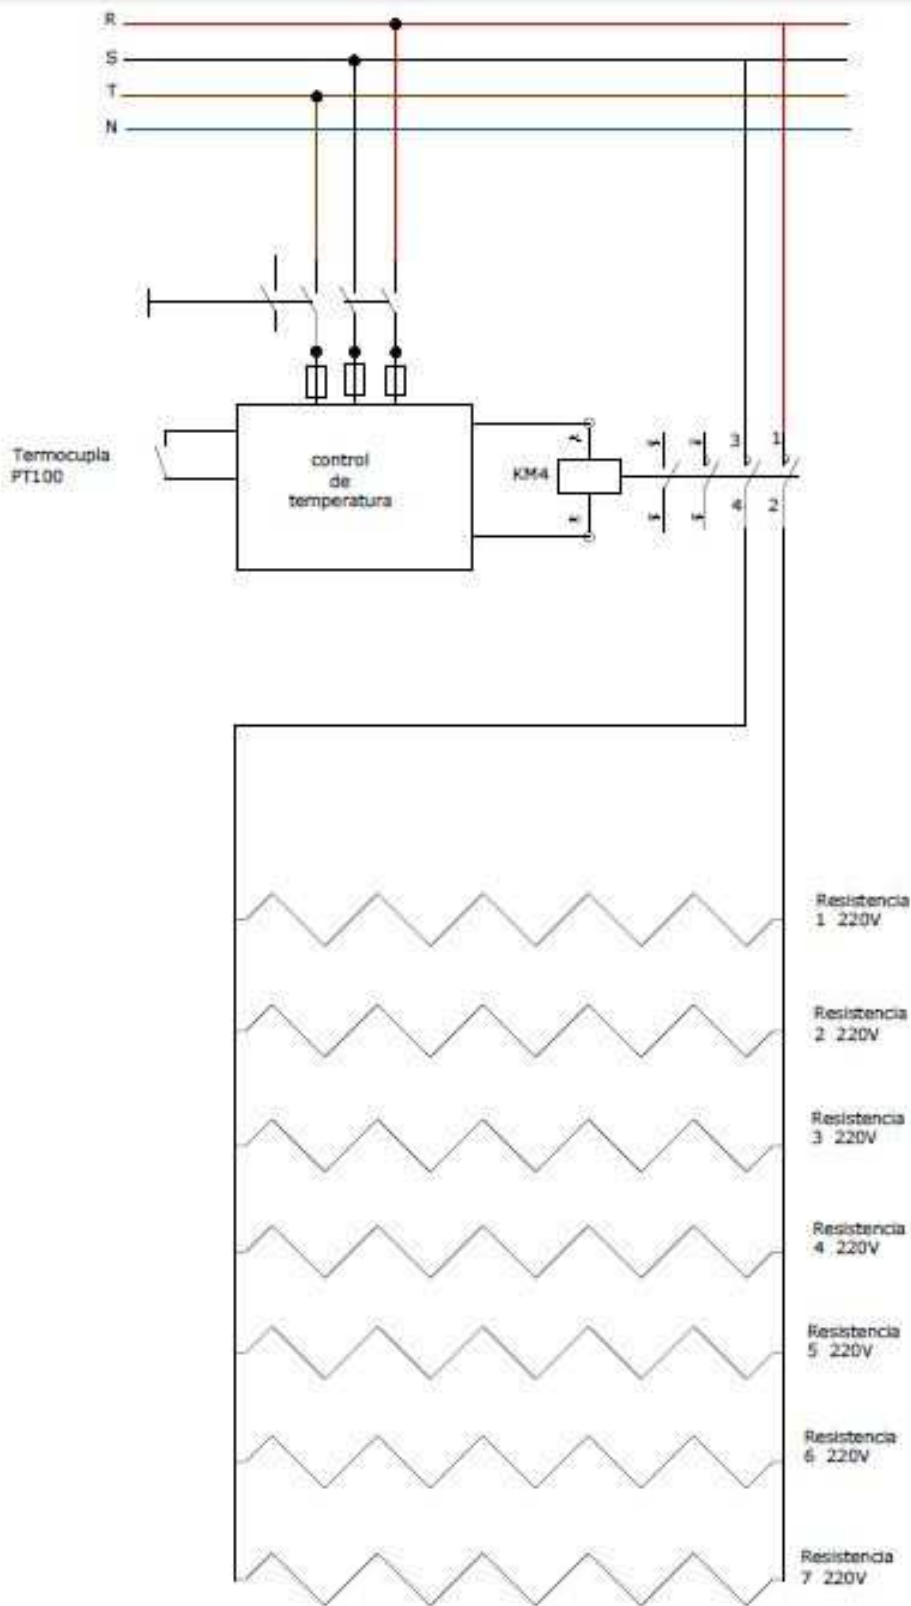 R
S
T
N
Termocupla
PT100
control
de
temperatura
KM4
3
1
4
2
Resistencia
1 220V
Resistencia
2 220V
Resistencia
3 220V
Resistencia
4 220V
Resistencia
5 220V
Resistencia
6 220V
Resistencia
7 220V